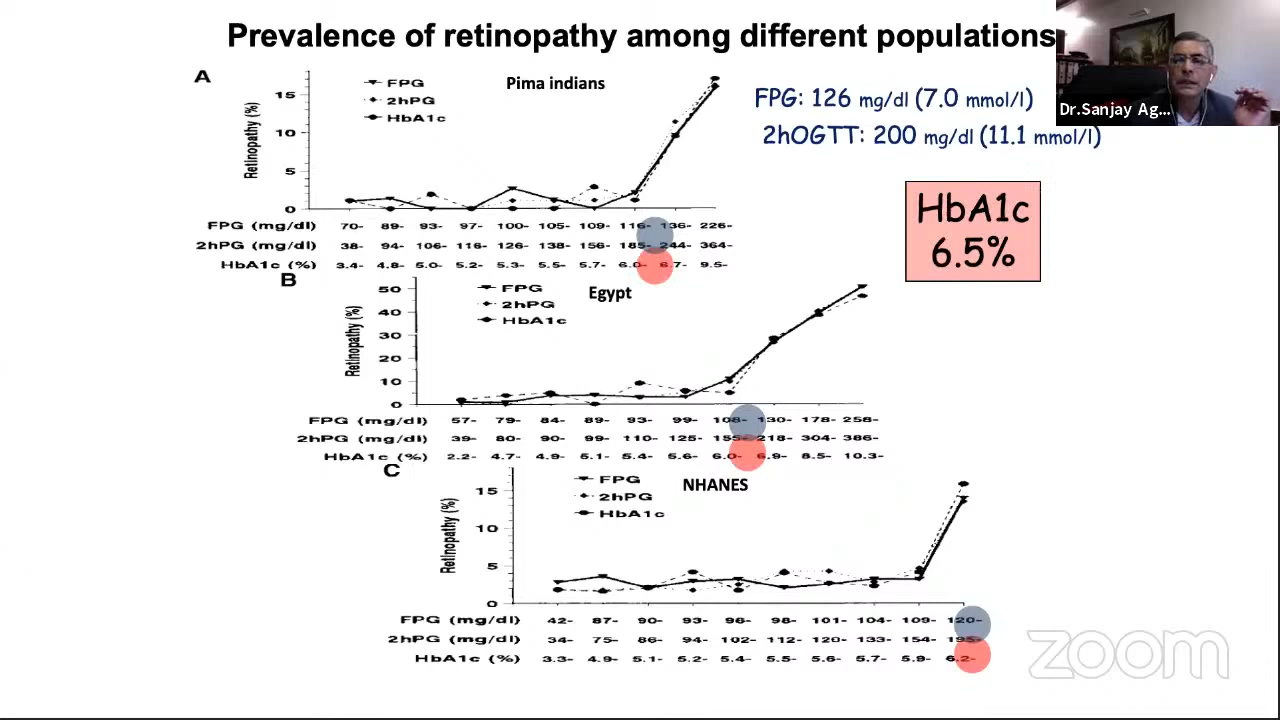 Prevalence of retinopathy among different populations
Dr.Sanjay Ag...
FPG: 126 mg/dl (7.0 mmol/l)
2hOGTT: 200 mg/dl (11.1 mmol/l)
HbA1c
6.5%
A
Pima indians
FPG
2hPG
HbA1c
Retinopathy (%)
15
10
5
0
FPG (mg/dl) 70- 89- 93- 97- 100- 105- 109- 116- 136- 226-
2hPG (mg/dl) 38- 94- 106- 116- 126- 138- 156- 185- 244- 364-
HbA1c (%) 3.4- 4.8- 5.0- 5.2- 5.3- 5.5- 5.7- 6.0- 6.7- 9.5-
B
Egypt
FPG
2hPG
HbA1c
Retinopathy (%)
50
40
30
20
10
0
FPG (mg/dl) 57- 79- 84- 89- 93- 99- 108- 130- 178- 258-
2hPG (mg/dl) 39- 80- 90- 99- 110- 125- 155- 218- 304- 386-
HbA1c (%) 2.2- 4.7- 4.9- 5.1- 5.4- 5.6- 6.0- 6.9- 8.5- 10.3-
C
NHANES
FPG
2hPG
HbA1c
Retinopathy (%)
15
10
5
0
FPG (mg/dl) 42- 87- 90- 93- 96- 98- 101- 104- 109- 120-
2hPG (mg/dl) 34- 75- 86- 94- 102- 112- 120- 133- 154- 195-
HbA1c (%) 3.3- 4.9- 5.1- 5.2- 5.4- 5.5- 5.6- 5.7- 5.9- 6.2-
zoom